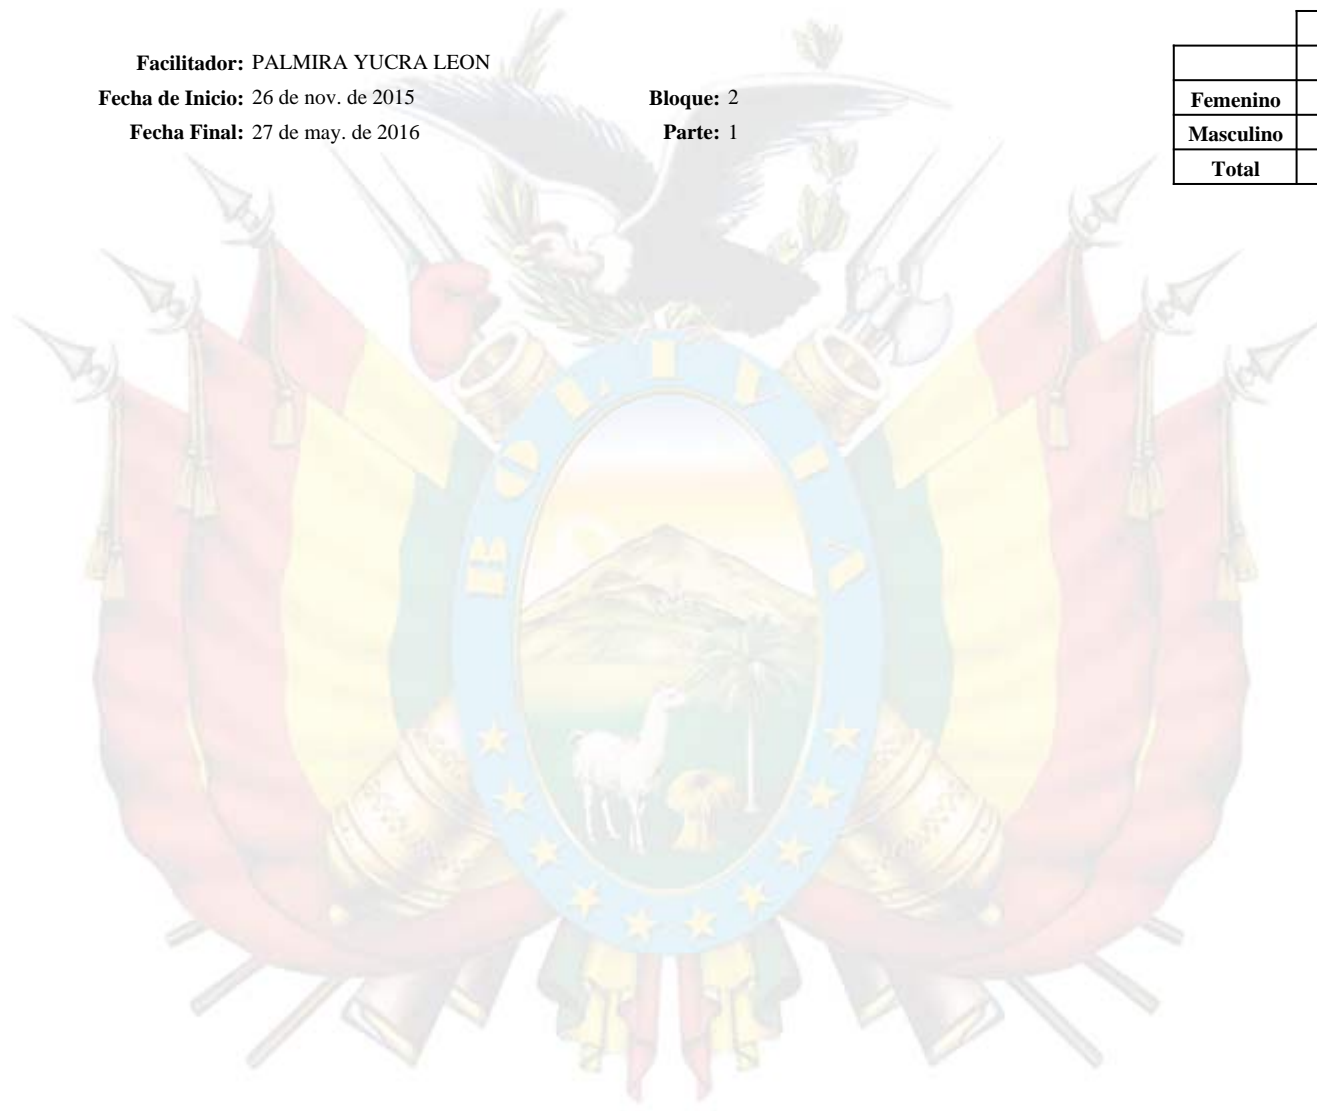 Facilitador: PALMIRA YUCRA LEON
Fecha de Inicio: 26 de nov. de 2015 Bloque: 2
Fecha Final: 27 de may. de 2016 Parte: 1
Femenino
Masculino
Total
BOLIVIA